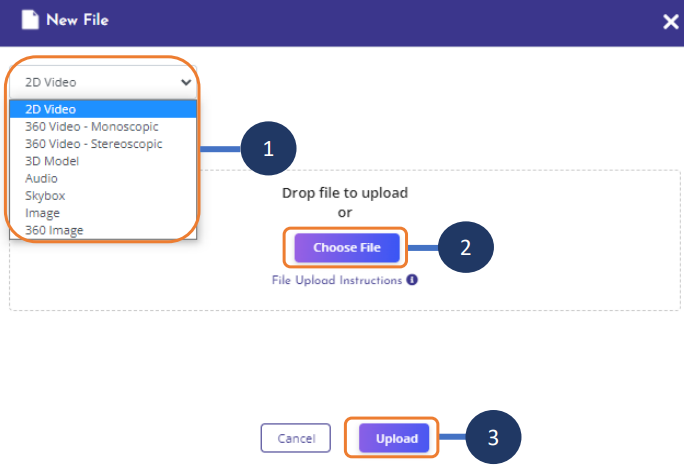 New File
2D Video
2D Video
360 Video - Monoscopic
360 Video - Stereoscopic
3D Model
Audio
Skybox
Image
360 Image
1
Drop file to upload
or
Choose File
2
File Upload Instructions
Cancel
Upload
3